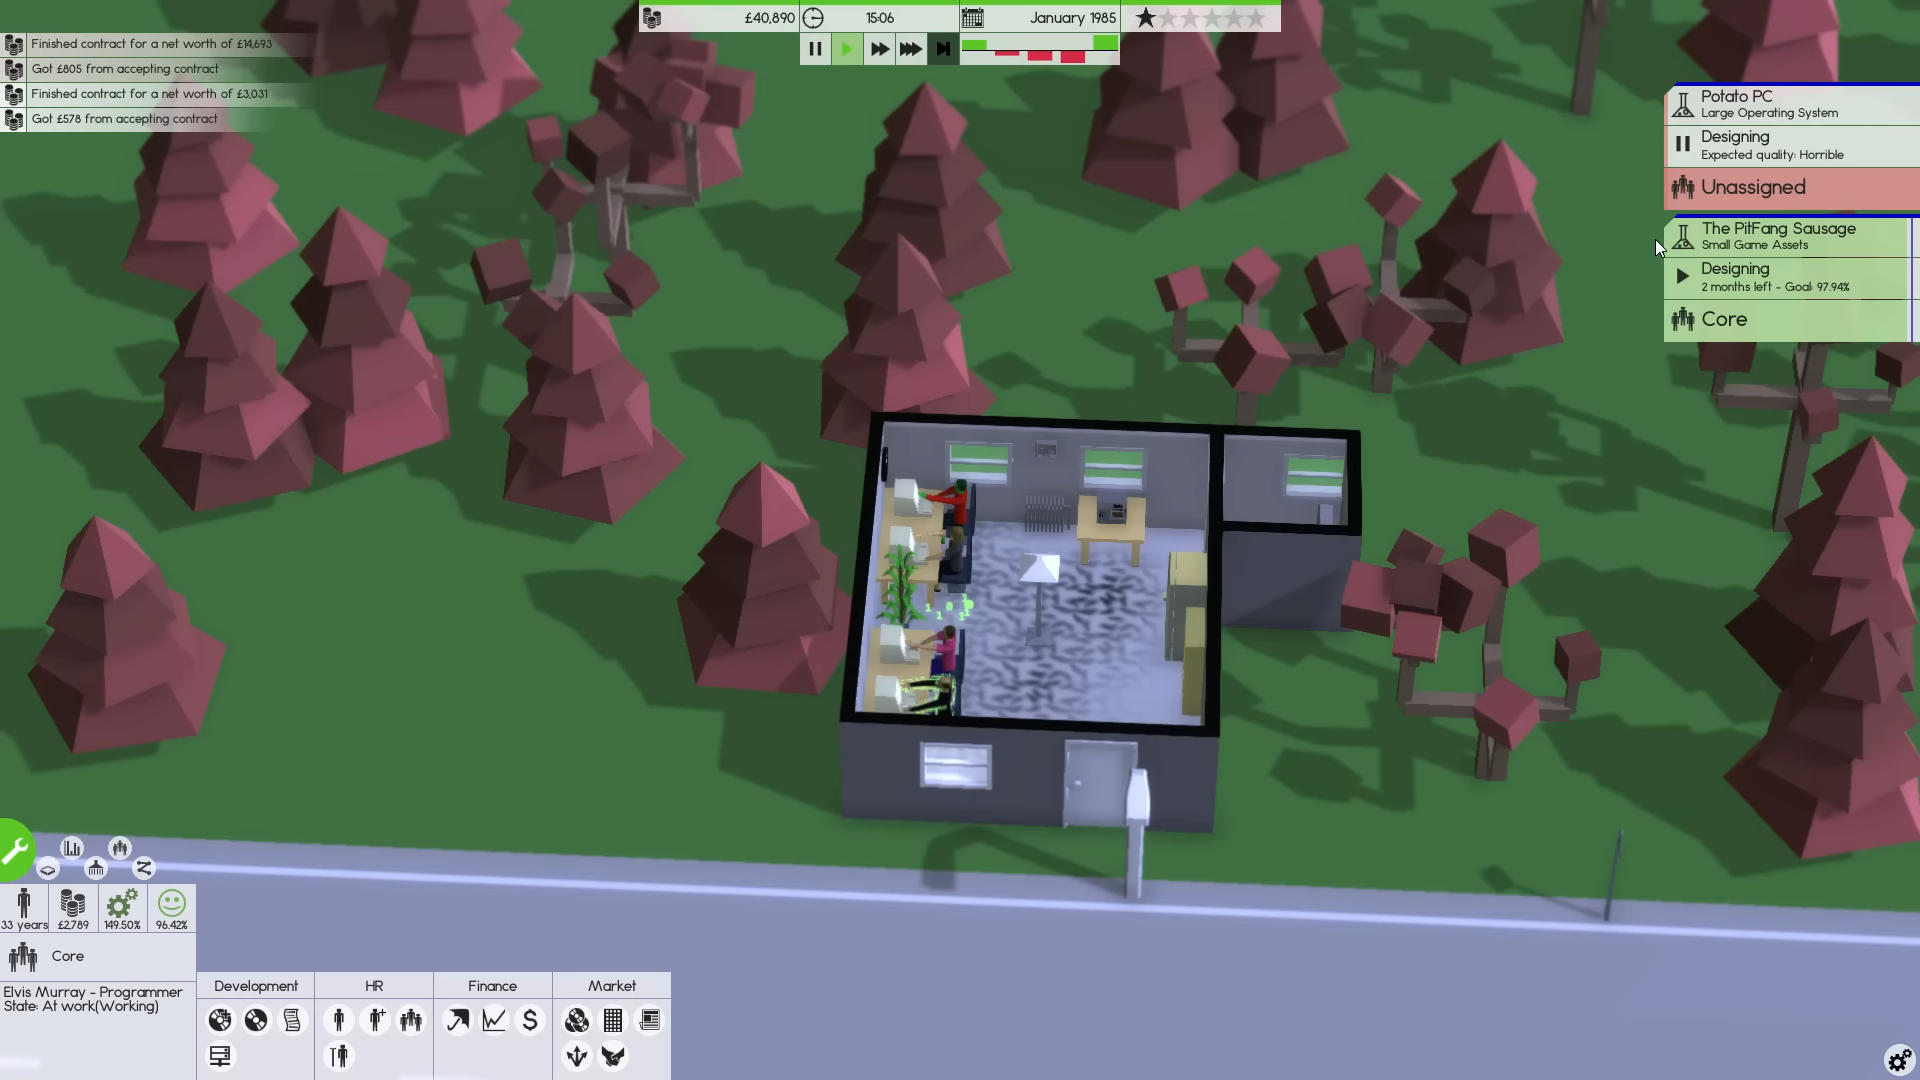 £40,890
15:06
January 1985
Finished contract for a net worth of £14,693
Got £805 from accepting contract
Finished contract for a net worth of £3,031
Got £578 from accepting contract
Potato PC
Large Operating System
Designing
Expected quality: Horrible
Unassigned
The PitFang Sausage
Small Game Assets
Designing
2 months left - Goal: 97.94%
Core
33 years
£2,789
149.50%
96.42%
Core
Elvis Murray - Programmer
State: At work(Working)
Development
HR
Finance
Market